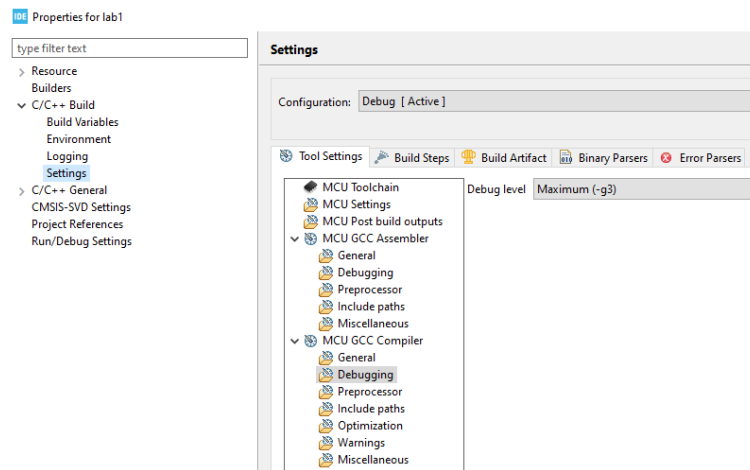 IDE Properties for lab1
type filter text
Resource
Builders
C/C++ Build
Build Variables
Environment
Logging
Settings
C/C++ General
CMSIS-SVD Settings
Project References
Run/Debug Settings
Settings
Configuration: Debug [ Active ]
Tool Settings Build Steps Build Artifact Binary Parsers Error Parsers
MCU Toolchain
MCU Settings
MCU Post build outputs
MCU GCC Assembler
General
Debugging
Preprocessor
Include paths
Miscellaneous
MCU GCC Compiler
General
Debugging
Preprocessor
Include paths
Optimization
Warnings
Miscellaneous
Debug level Maximum (-g3)